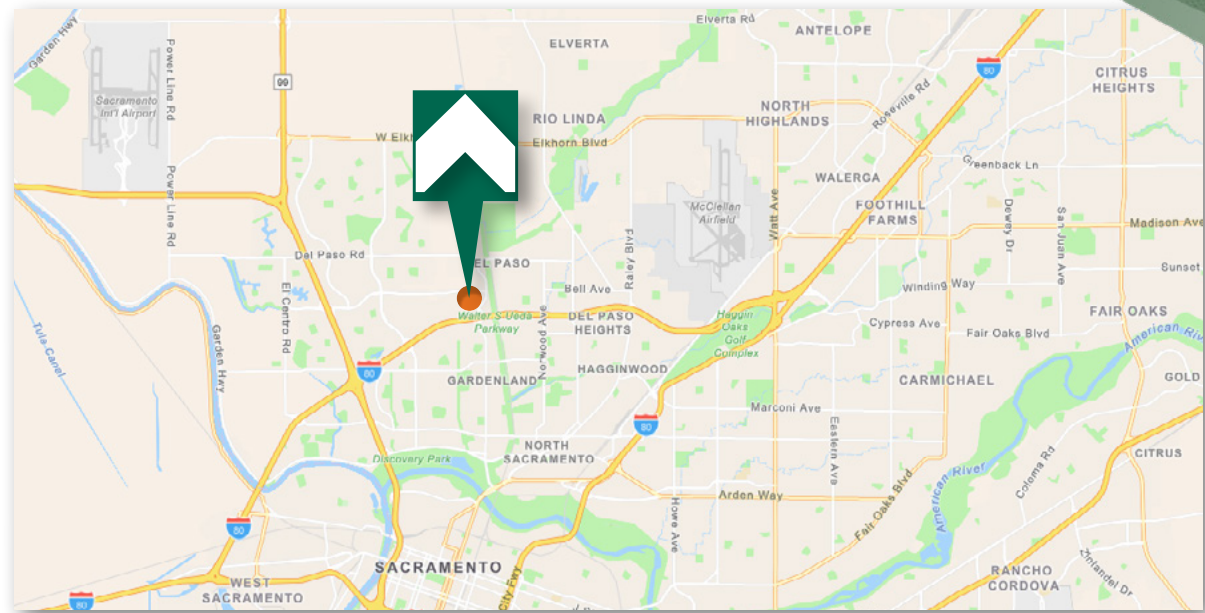 Garden Hwy
Power Line Rd
99
Elverta Rd
ELVERTA
ANTELOPE
80
CITRUS
HEIGHTS
Sacramento
Int'l Airport
RIO LINDA
NORTH
HIGHLANDS
Roseville Rd
W Elk
Elkhorn Blvd
Greenback Ln
Power Line Rd
WALERGA
McClellan
Airfield
Watt Ave
FOOTHILL
FARMS
Dewey Dr
San Juan Ave
Madison Ave
Del Paso Rd
EL PASO
Raley Blvd
Sunset
El Centro Rd
Bell Ave
Winding Way
Walter S Ueda
Parkway
Norwood Ave
DEL PASO
HEIGHTS
Haggin
Oaks
Golf
Complex
Cypress Ave
Fair Oaks Blvd
FAIR OAKS
American Riv
Tule Canal
Garden Hwy
80
GARDENLAND
HAGGINWOOD
CARMICHAEL
GOLD
Marconi Ave
80
Eastern Ave
NORTH
SACRAMENTO
Discovery Park
American River
Coloma Rd
CITRUS
Arden Way
Howe Ave
Fair Oaks Blvd
80
SACRAMENTO
WEST
SACRAMENTO
City Fwy
RANCHO
CORDOVA
Zinfandel Dr
80